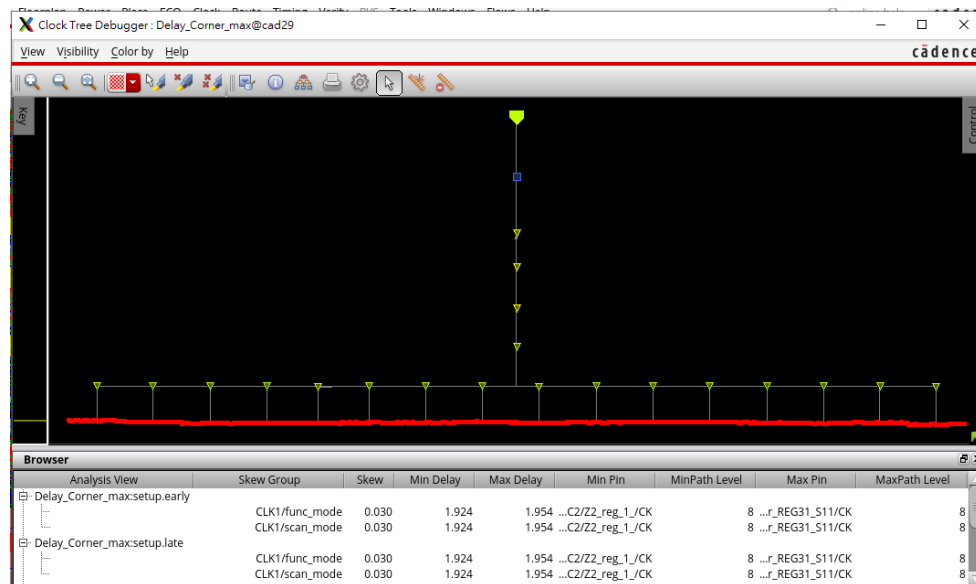 Clock Tree Debugger : Delay_Corner_max@cad29
View Visibility Color by Help
cādence
Key
Control
Browser
Analysis View Skew Group Skew Min Delay Max Delay Min Pin MinPath Level Max Pin MaxPath Level
Delay_Corner_max:setup.early
CLK1/func_mode 0.030 1.924 1.954 ...C2/Z2_reg_1_/CK 8 ...r_REG31_S11/CK 8
CLK1/scan_mode 0.030 1.924 1.954 ...C2/Z2_reg_1_/CK 8 ...r_REG31_S11/CK 8
Delay_Corner_max:setup.late
CLK1/func_mode 0.030 1.924 1.954 ...C2/Z2_reg_1_/CK 8 ...r_REG31_S11/CK 8
CLK1/scan_mode 0.030 1.924 1.954 ...C2/Z2_reg_1_/CK 8 ...r_REG31_S11/CK 8